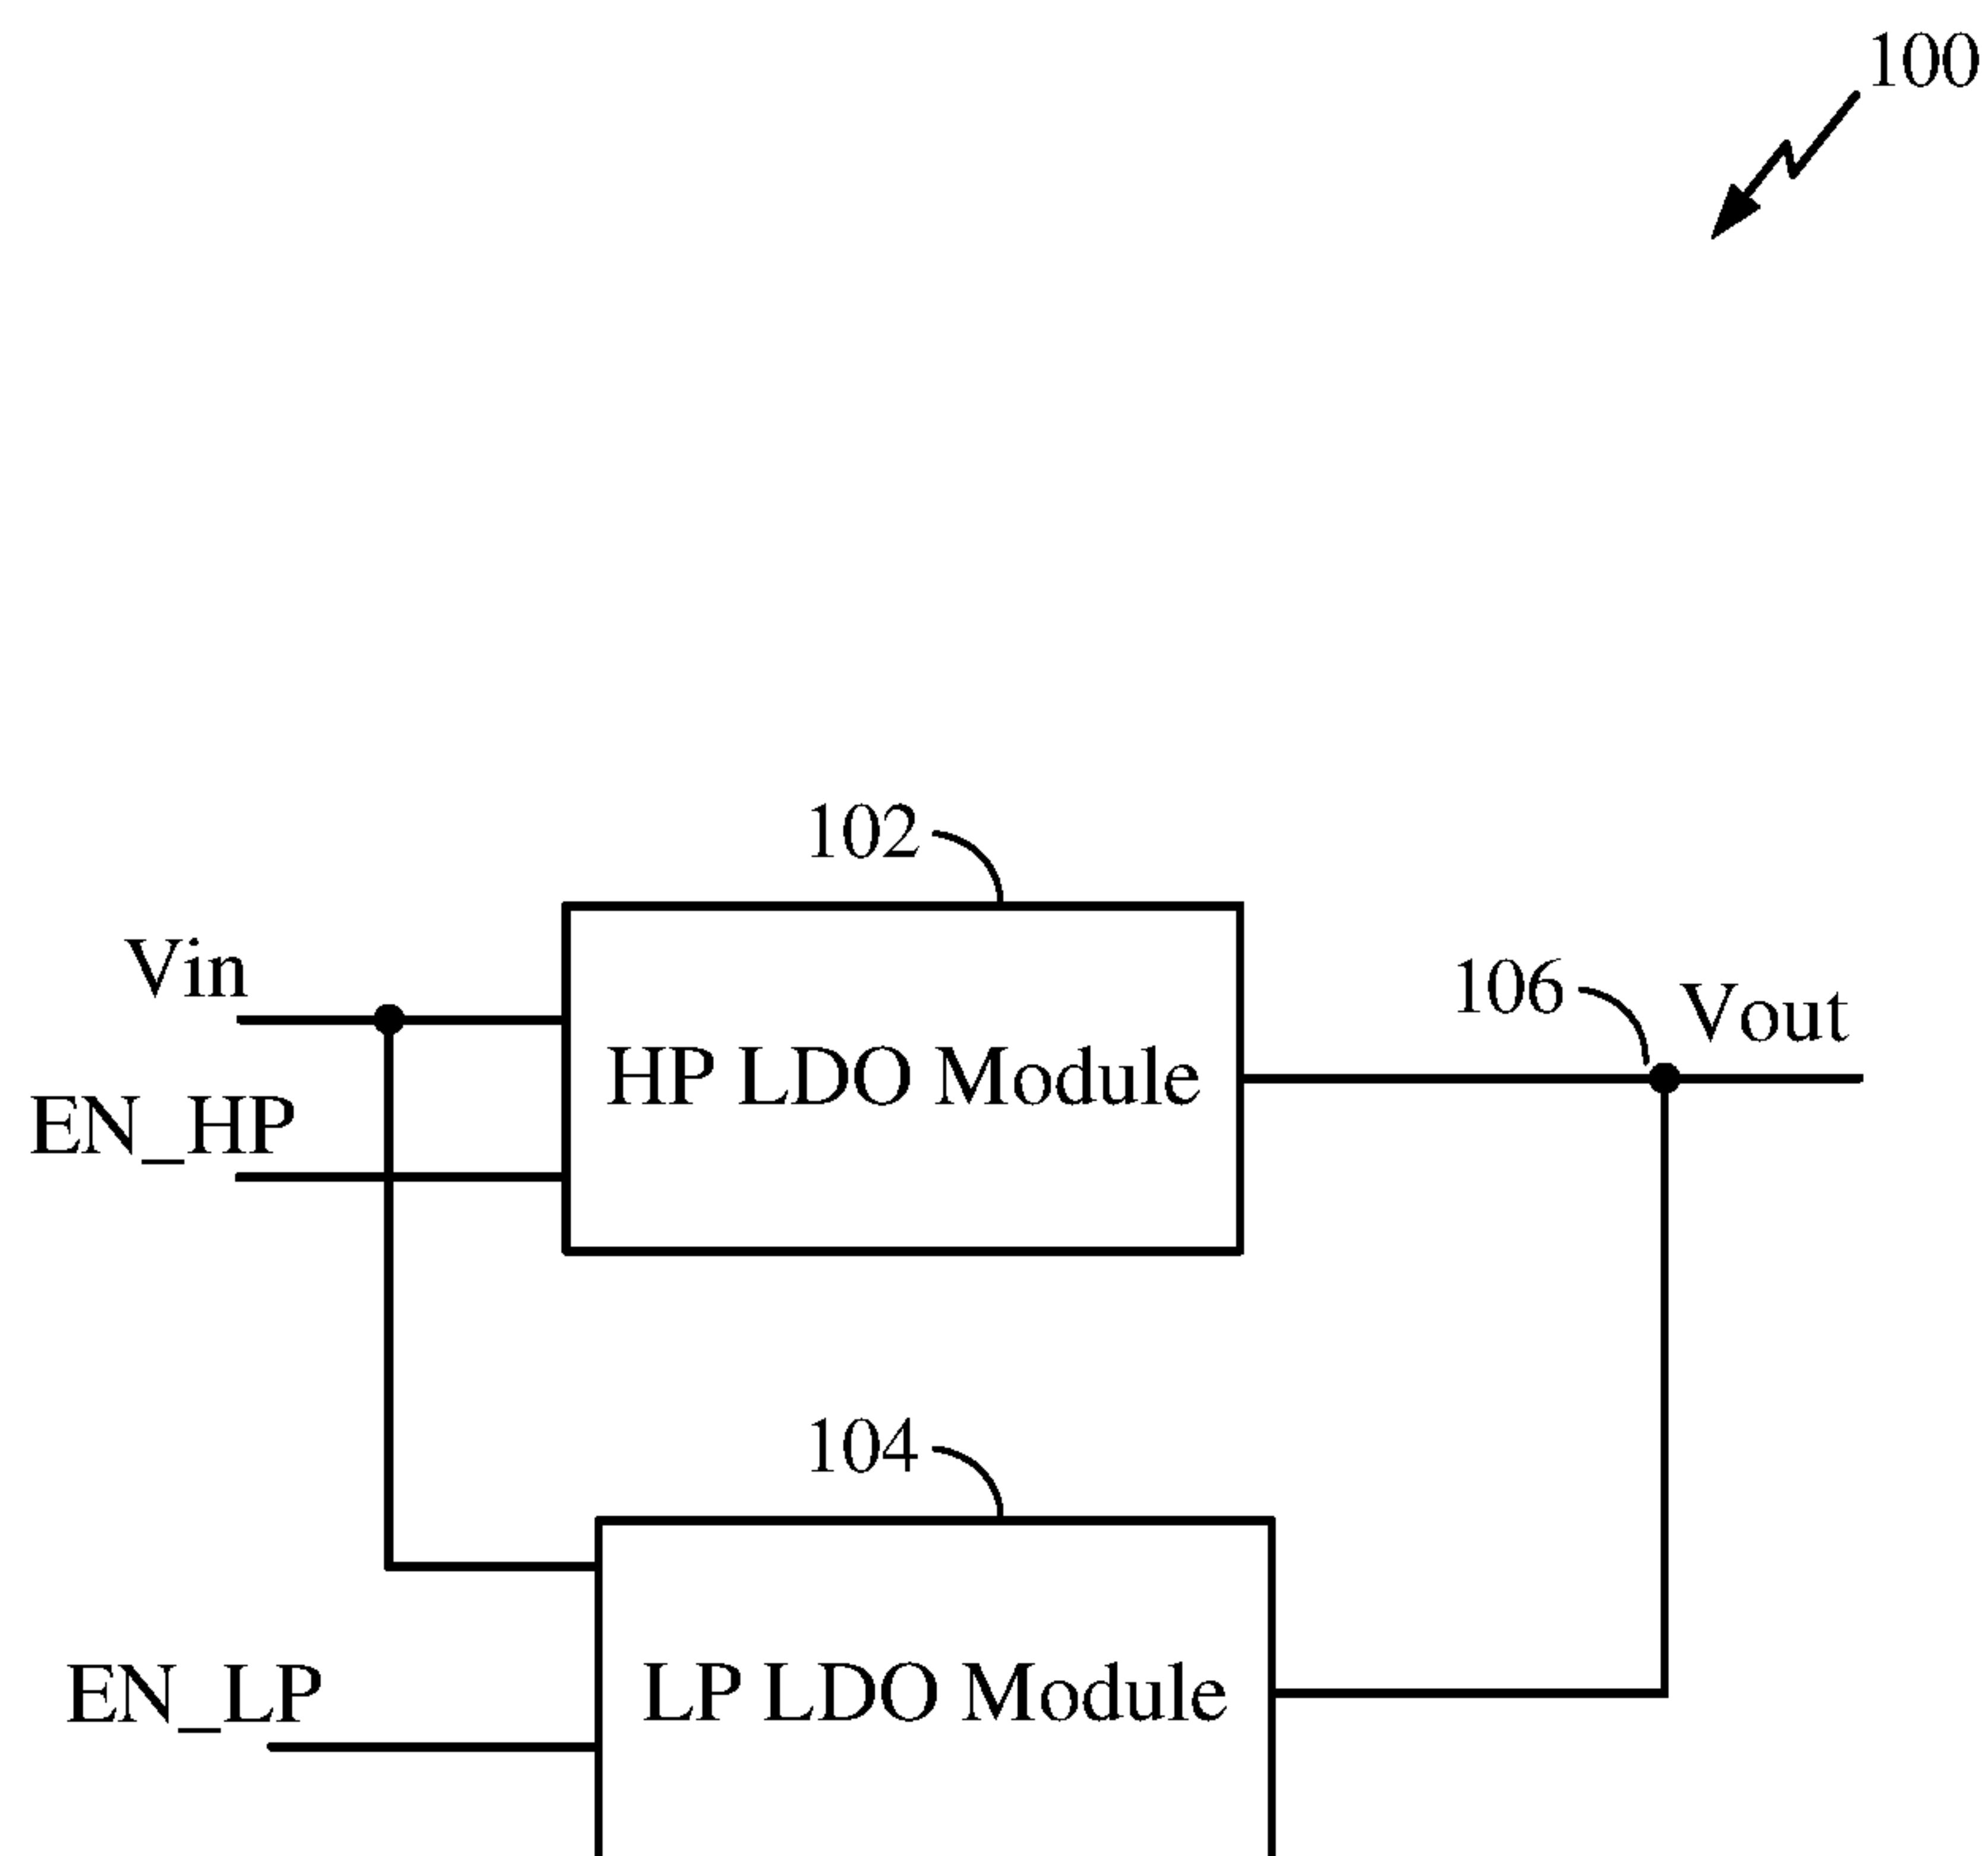 100
102
Vin
106
Vout
HP LDO Module
EN_HP
104
EN_LP
LP LDO Module